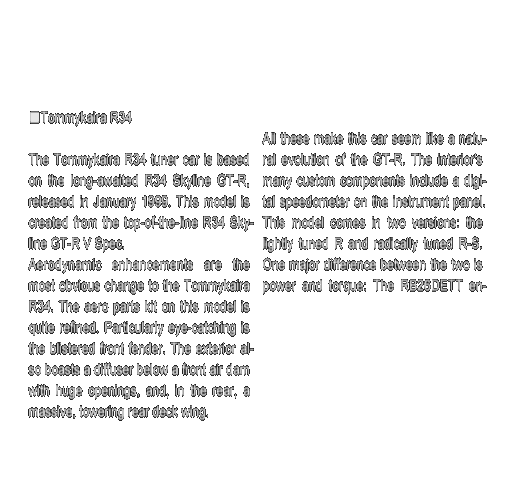 ■Tommykaira R34
The Tommykaira R34 tuner car is based
on the long-awaited R34 Skyline GT-R,
released in January 1999. This model is
created from the top-of-the-line R34 Sky-
line GT-R V Spec.
Aerodynamic enhancements are the
most obvious change to the Tommykaira
R34. The aero parts kit on this model is
quite refined. Particularly eye-catching is
the blistered front fender. The exterior al-
so boasts a diffuser below a front air dam
with huge openings, and, in the rear, a
massive, towering rear deck wing.
All these make this car seem like a natu-
ral evolution of the GT-R. The interior's
many custom components include a digi-
tal speedometer on the instrument panel.
This model comes in two versions: the
lightly tuned R and radically tuned R-S.
One major difference between the two is
power and torque: The RB26DETT en-